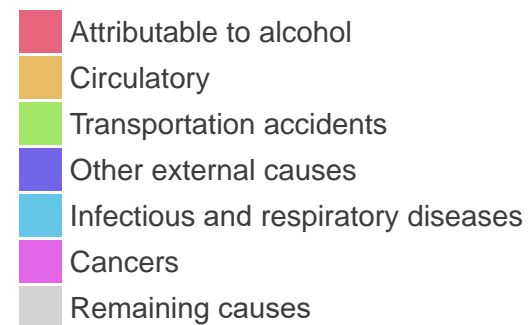 Attributable to alcohol
Circulatory
Transportation accidents
Other external causes
Infectious and respiratory diseases
Cancers
Remaining causes